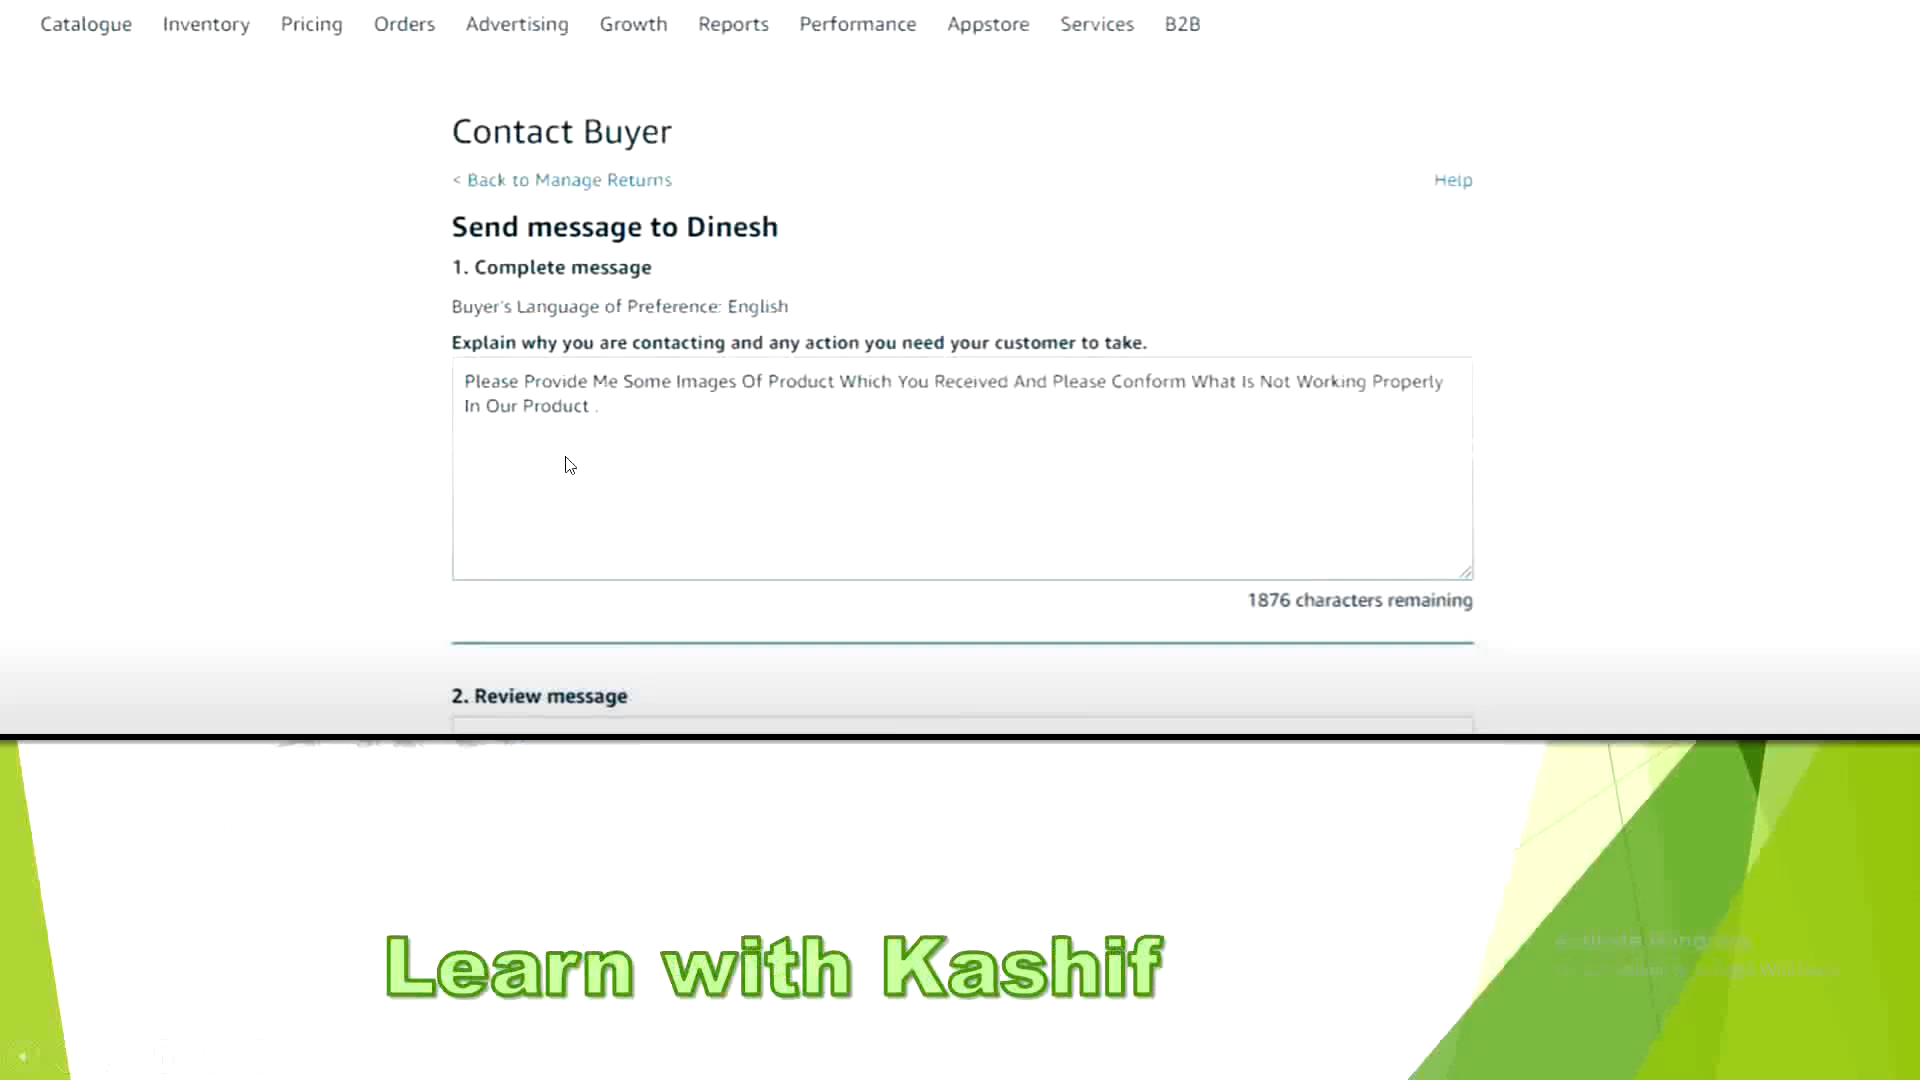 Catalogue Inventory Pricing Orders Advertising Growth Reports Performance Appstore Services B2B
Contact Buyer
< Back to Manage Returns Help
Send message to Dinesh
1. Complete message
Buyer's Language of Preference: English
Explain why you are contacting and any action you need your customer to take.
Please Provide Me Some Images Of Product Which You Received And Please Conform What Is Not Working Properly
In Our Product .
1876 characters remaining
2. Review message
Learn with Kashif